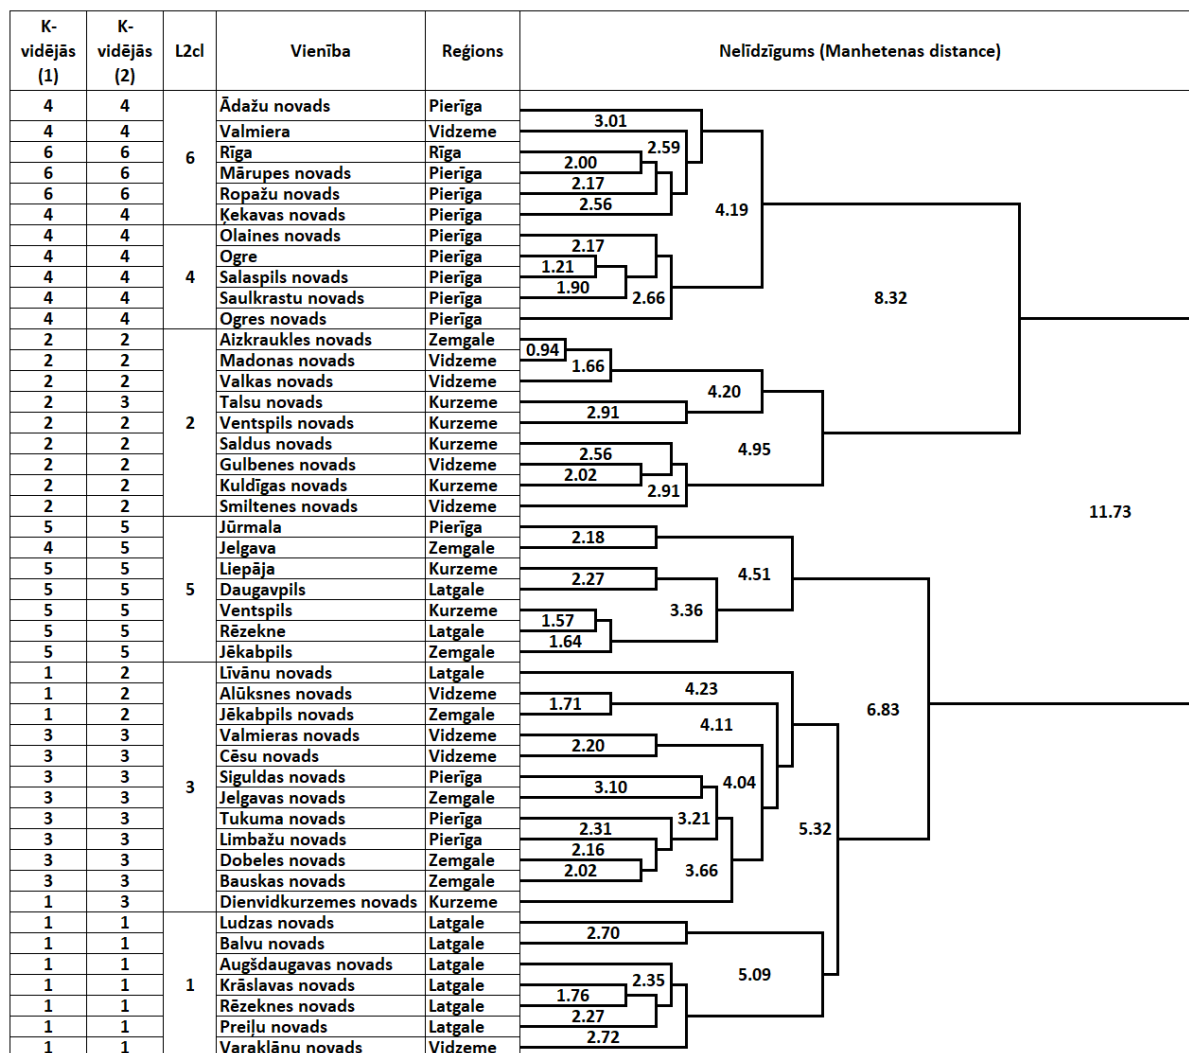 K-vidējās (1) K-vidējās (2) L2cl Vienība Reģions Nelīdzīgums (Manhetenas distance)
4 4 Ādažu novads Pierīga
3.01
4 4 Valmiera Vidzeme
6 6 Rīga Rīga 2.59
6 2.00
6 6 Mārupes novads Pierīga
2.17
6 6 Ropažu novads Pierīga
2.56 4.19
4 4 Ķekavas novads Pierīga
4 4 Olaines novads Pierīga
2.17
4 4 Ogre Pierīga
4 1.21
4 4 Salaspils novads Pierīga
1.90
4 4 Saulkrastu novads Pierīga 2.66 8.32
4 4 Ogres novads Pierīga
2 2 Aizkraukles novads Zemgale
0.94
2 2 Madonas novads Vidzeme 1.66
2 2 Valkas novads Vidzeme
4.20
2 3 Talsu novads Kurzeme
2 2.91
2 2 Ventspils novads Kurzeme
2 2 Saldus novads Kurzeme
2.56 4.95
2 2 Gulbenes novads Vidzeme
2.02
2 2 Kuldīgas novads Kurzeme 2.91
2 2 Smiltenes novads Vidzeme
11.73
5 5 Jūrmala Pierīga
2.18
4 5 Jelgava Zemgale
5 5 Liepāja Kurzeme
2.27 4.51
5 5 5 Daugavpils Latgale
5 5 Ventspils Kurzeme 3.36
1.57
5 5 Rēzekne Latgale
1.64
5 5 Jēkabpils Zemgale
1 2 Līvānu novads Latgale
4.23
1 2 Alūksnes novads Vidzeme
1.71 6.83
1 2 Jēkabpils novads Zemgale
4.11
3 3 Valmieras novads Vidzeme
2.20
3 3 Cēsu novads Vidzeme
3 3 Siguldas novads Pierīga
3 3.10 4.04
3 3 Jelgavas novads Zemgale
3 3 Tukuma novads Pierīga 3.21
2.31 5.32
3 3 Limbažu novads Pierīga
2.16
3 3 Dobeles novads Zemgale
2.02 3.66
3 3 Bauskas novads Zemgale
1 3 Dienvidkurzemes novads Kurzeme
1 1 Ludzas novads Latgale
2.70
1 1 Balvu novads Latgale
1 1 Augšdaugavas novads Latgale
2.35 5.09
1 1 1 Krāslavas novads Latgale
1.76
1 1 Rēzeknes novads Latgale
2.27
1 1 Preiļu novads Latgale
2.72
1 1 Varakļānu novads Vidzeme